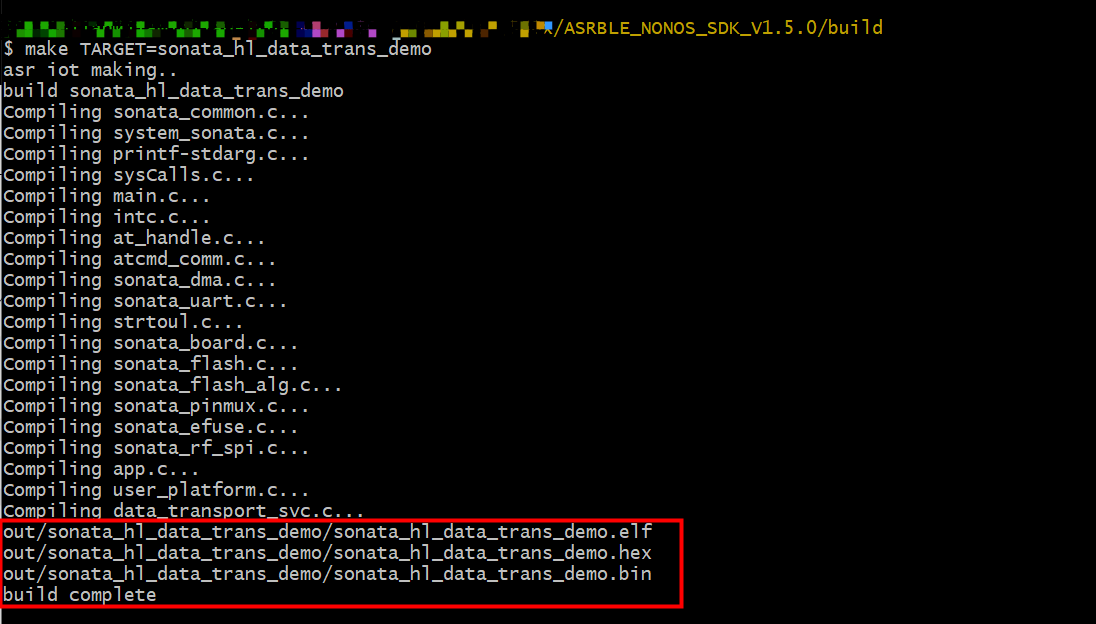 /ASRBLE_NONOS_SDK_V1.5.0/build
$ make TARGET=sonata_hl_data_trans_demo
asr iot making..
build sonata_hl_data_trans_demo
Compiling sonata_common.c...
Compiling system_sonata.c...
Compiling printf-stdarg.c...
Compiling sysCalls.c...
Compiling main.c...
Compiling intc.c...
Compiling at_handle.c...
Compiling atcmd_comm.c...
Compiling sonata_dma.c...
Compiling sonata_uart.c...
Compiling strtoul.c...
Compiling sonata_board.c...
Compiling sonata_flash.c...
Compiling sonata_flash_alg.c...
Compiling sonata_pinmux.c...
Compiling sonata_efuse.c...
Compiling sonata_rf_spi.c...
Compiling app.c...
Compiling user_platform.c...
Compiling data_transport_svc.c...
out/sonata_hl_data_trans_demo/sonata_hl_data_trans_demo.elf
out/sonata_hl_data_trans_demo/sonata_hl_data_trans_demo.hex
out/sonata_hl_data_trans_demo/sonata_hl_data_trans_demo.bin
build complete